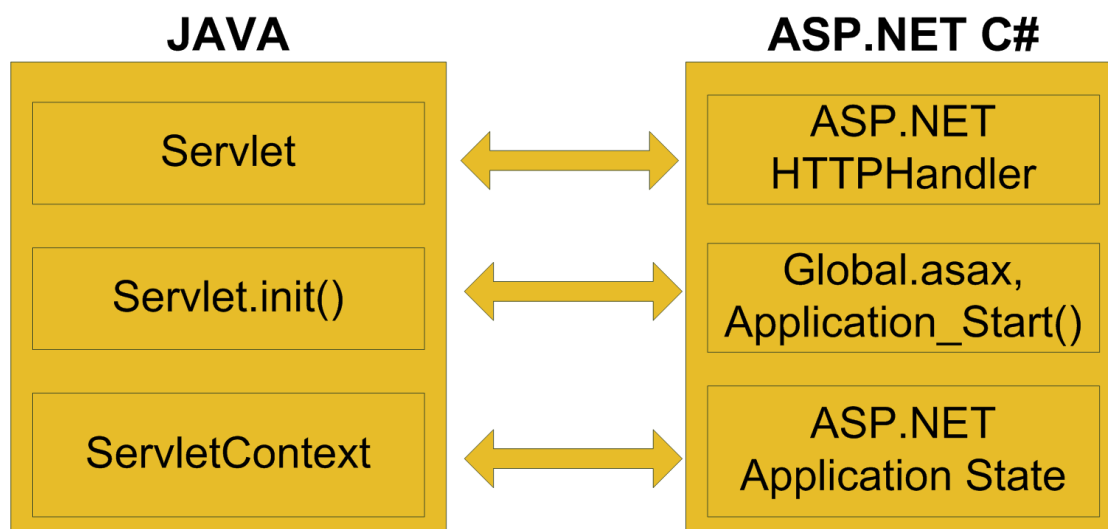 JAVA
ASP.NET C#
Servlet
ASP.NET
HTTPHandler
Servlet.init()
Global.asax,
Application_Start()
ServletContext
ASP.NET
Application State